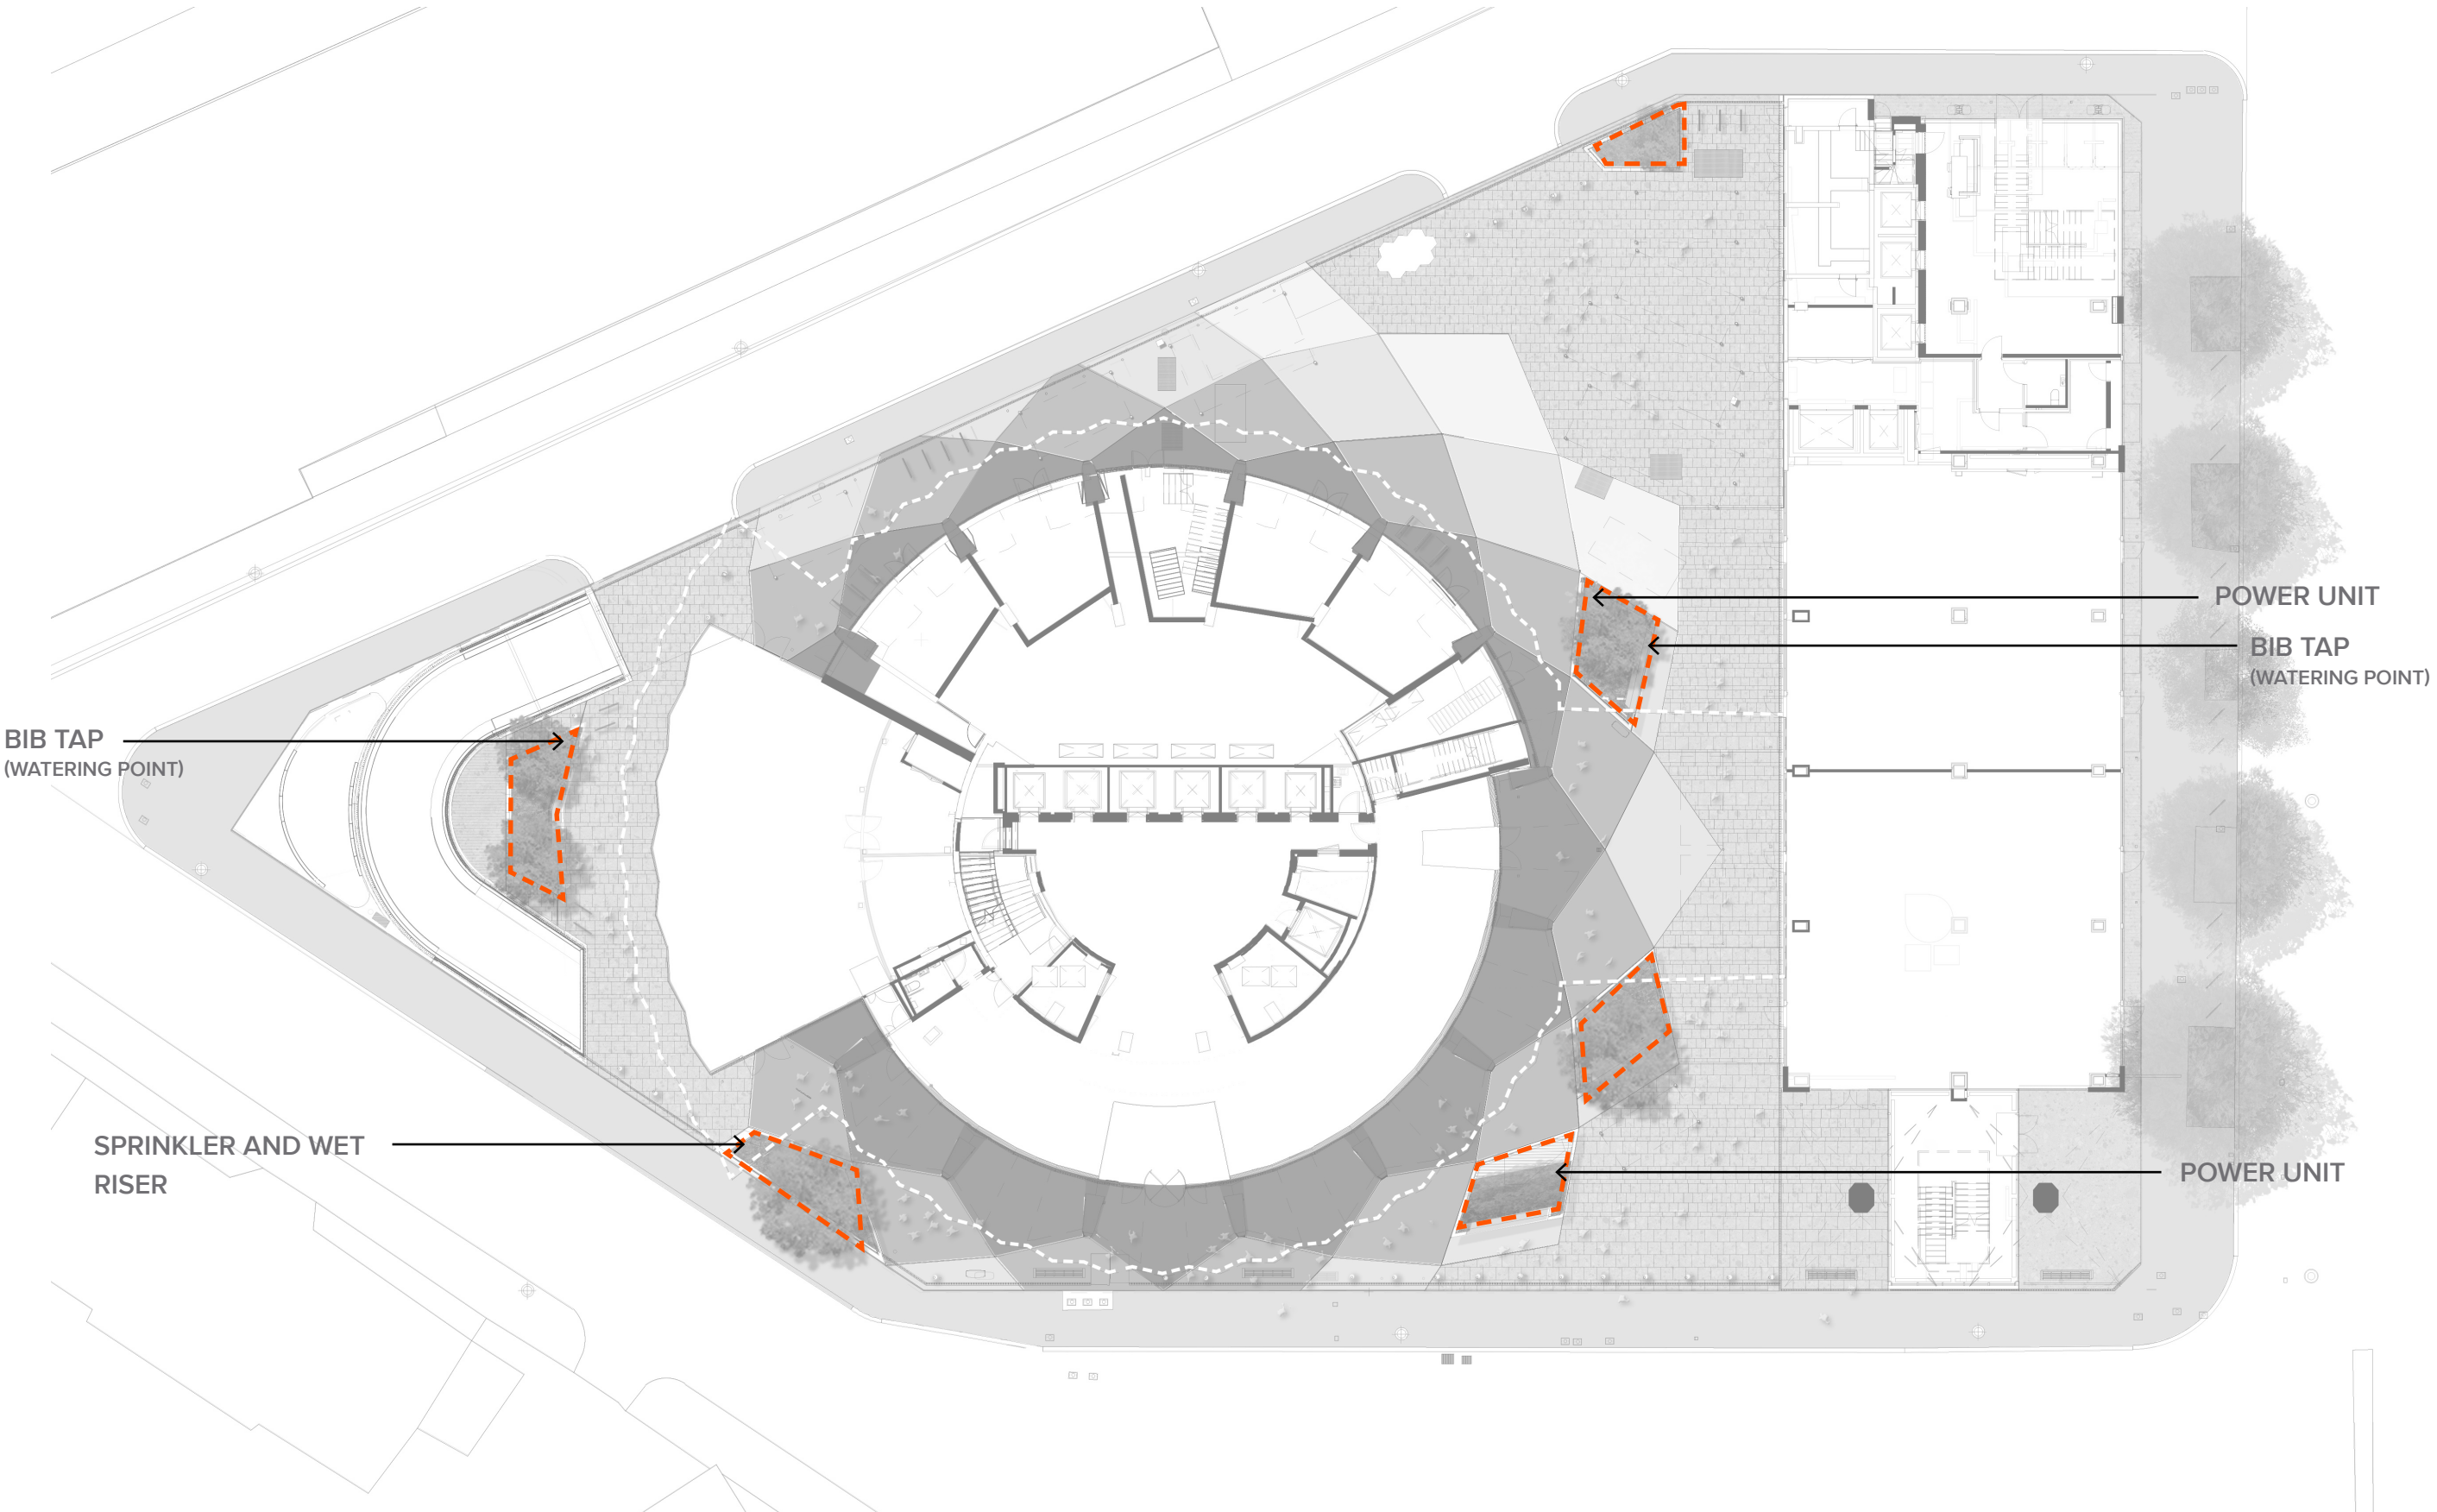 POWER UNIT
BIB TAP
(WATERING POINT)
BIB TAP
(WATERING POINT)
SPRINKLER AND WET
RISER
POWER UNIT